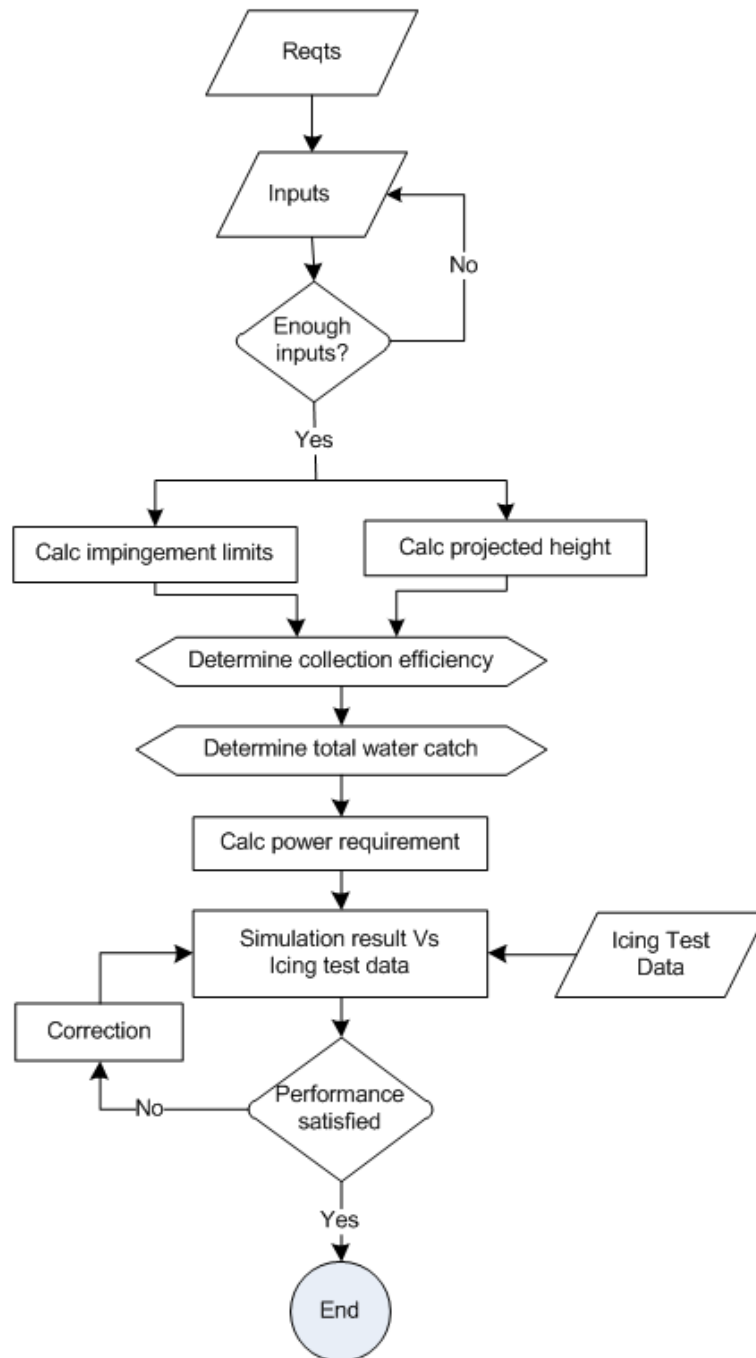 Reqts
Inputs
No
Enough
inputs?
Yes
Calc impingement limits
Calc projected height
Determine collection efficiency
Determine total water catch
Calc power requirement
Simulation result Vs
Icing test data
Icing Test
Data
Correction
No
Performance
satisfied
Yes
End